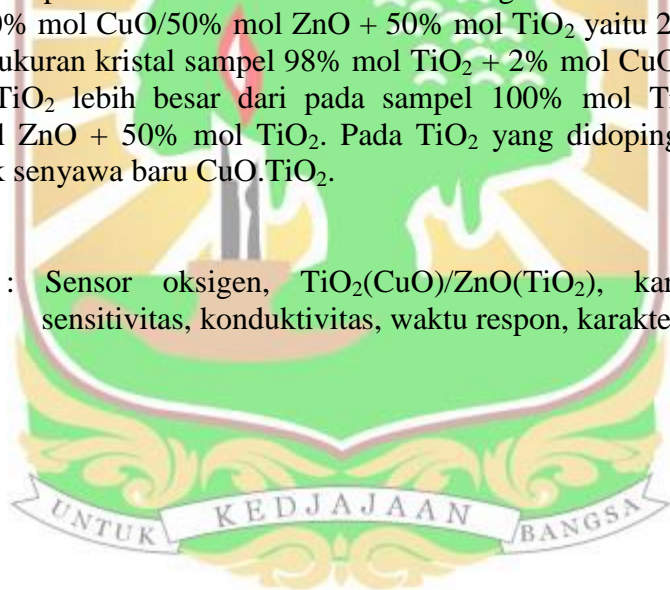 0% mol CuO/50% mol ZnO + 50% mol TiO₂ yaitu 2
ukuran kristal sampel 98% mol TiO₂ + 2% mol CuO
TiO₂ lebih besar dari pada sampel 100% mol Ti
l ZnO + 50% mol TiO₂. Pada TiO₂ yang didoping
k senyawa baru CuO.TiO₂.
: Sensor oksigen, TiO₂(CuO)/ZnO(TiO₂), kar
sensitivitas, konduktivitas, waktu respon, karakte
UNTUK KEDJAJAAN BANGSA